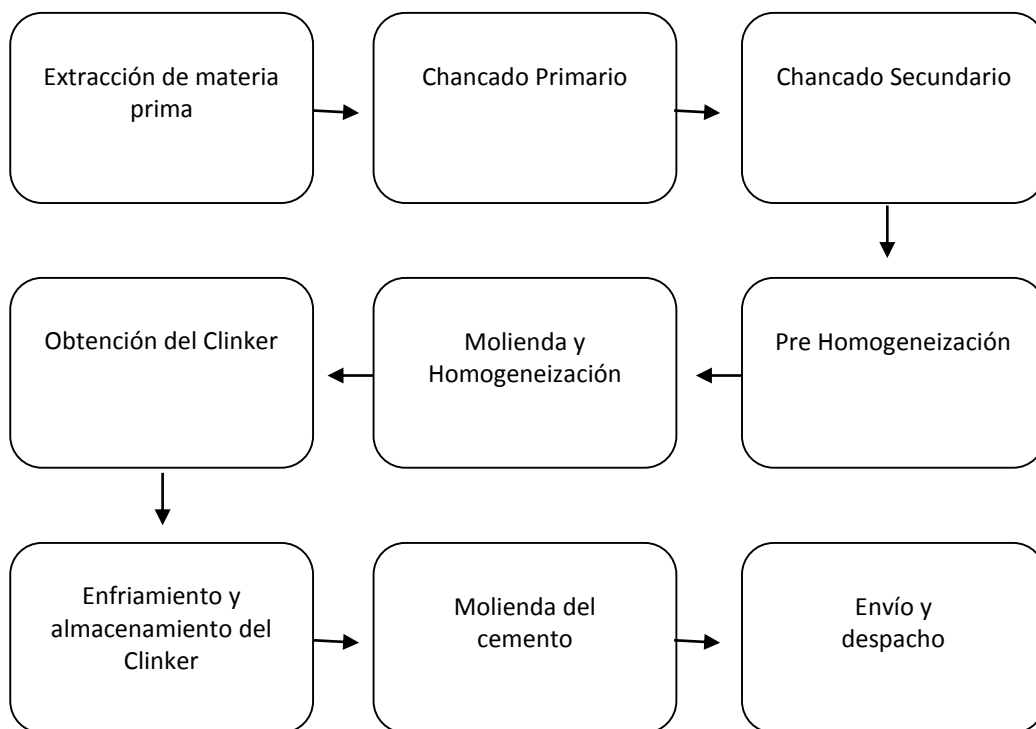 Extracción de materia
prima
Chancado Primario
Chancado Secundario
Obtención del Clinker
Molienda y
Homogeneización
Pre Homogeneización
Enfriamiento y
almacenamiento del
Clinker
Molienda del
cemento
Envío y
despacho